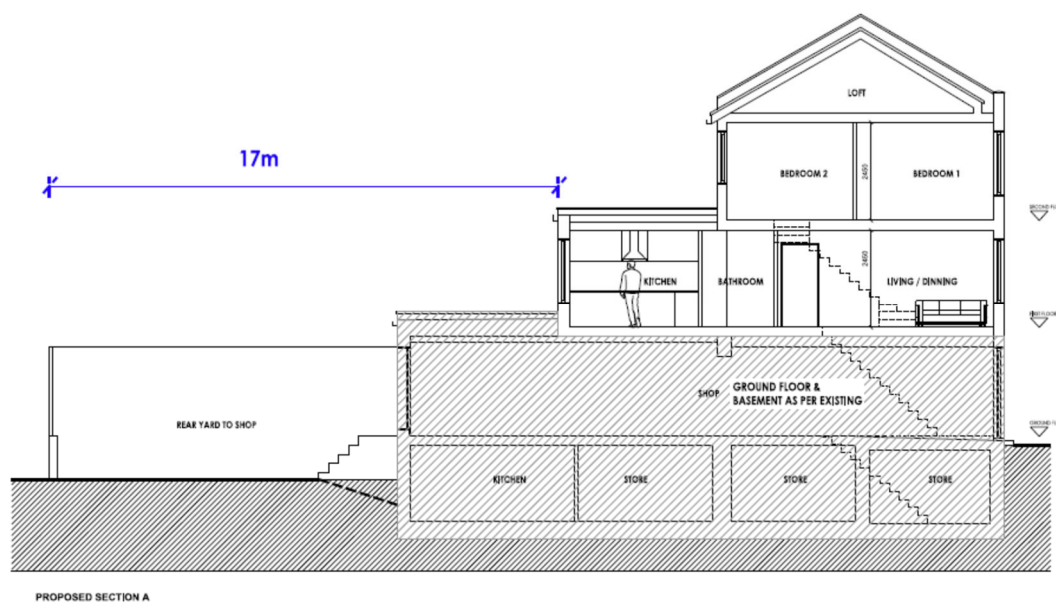 LOFT
17m
BEDROOM 2
2450
BEDROOM 1
KITCHEN
BATHROOM
2450
LIVING / DINNING
SHOP
GROUND FLOOR &
BASEMENT AS PER EXISTING
REAR YARD TO SHOP
KITCHEN
STORE
STORE
STORE
PROPOSED SECTION A